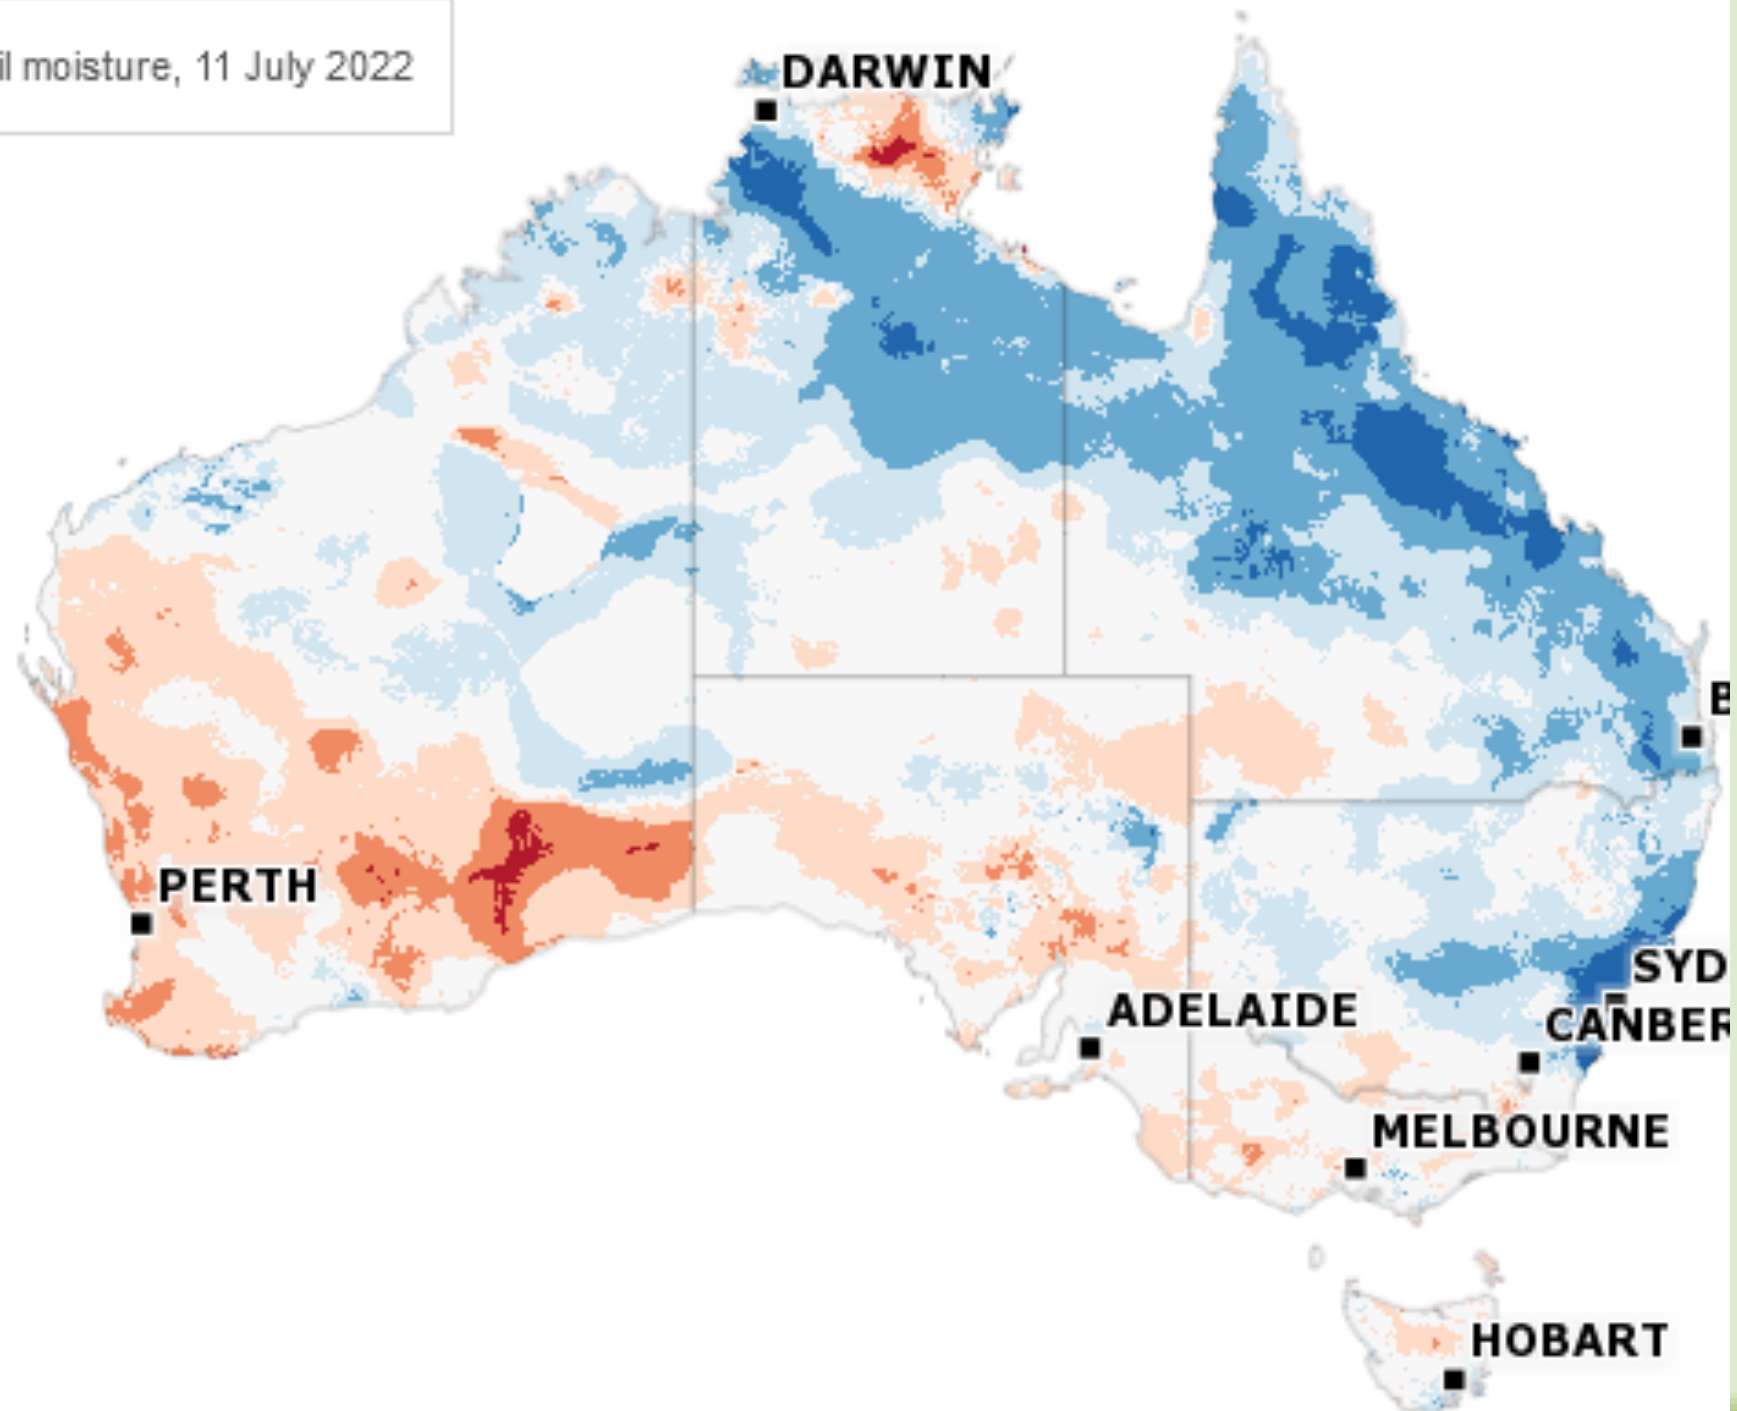 il moisture, 11 July 2022
DARWIN
B
PERTH
SYD
ADELAIDE
CANBER
MELBOURNE
HOBART